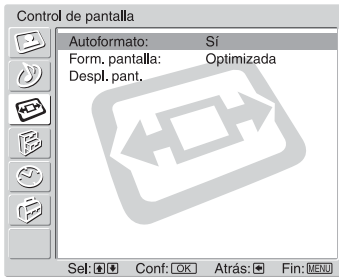 Control de pantalla
Autoformato: Sí
Form. pantalla: Optimizada
Despl. pant.
Sel: Conf: OK Atrás: Fin: MENU